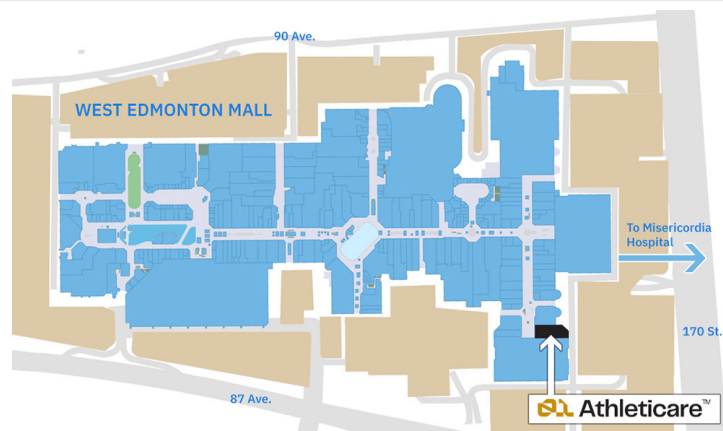 90 Ave.
WEST EDMONTON MALL
To Misericordia
Hospital
170 St.
87 Ave.
Athleticare™